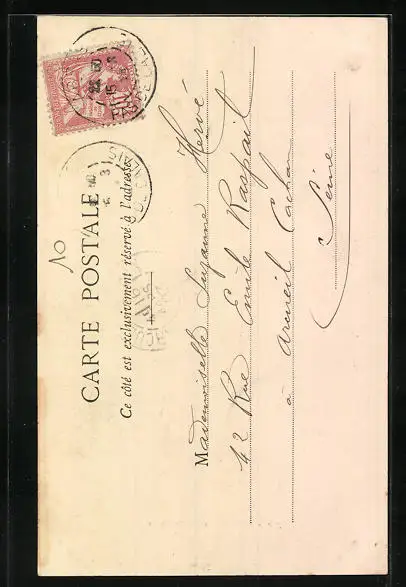 CARTE POSTALE
Ce côté est exclusivement réservé à l'adresse
10
Mademoiselle Suzanne Hervé
42 Rue Emile Raspail
à Arcueil Cachan
Seine